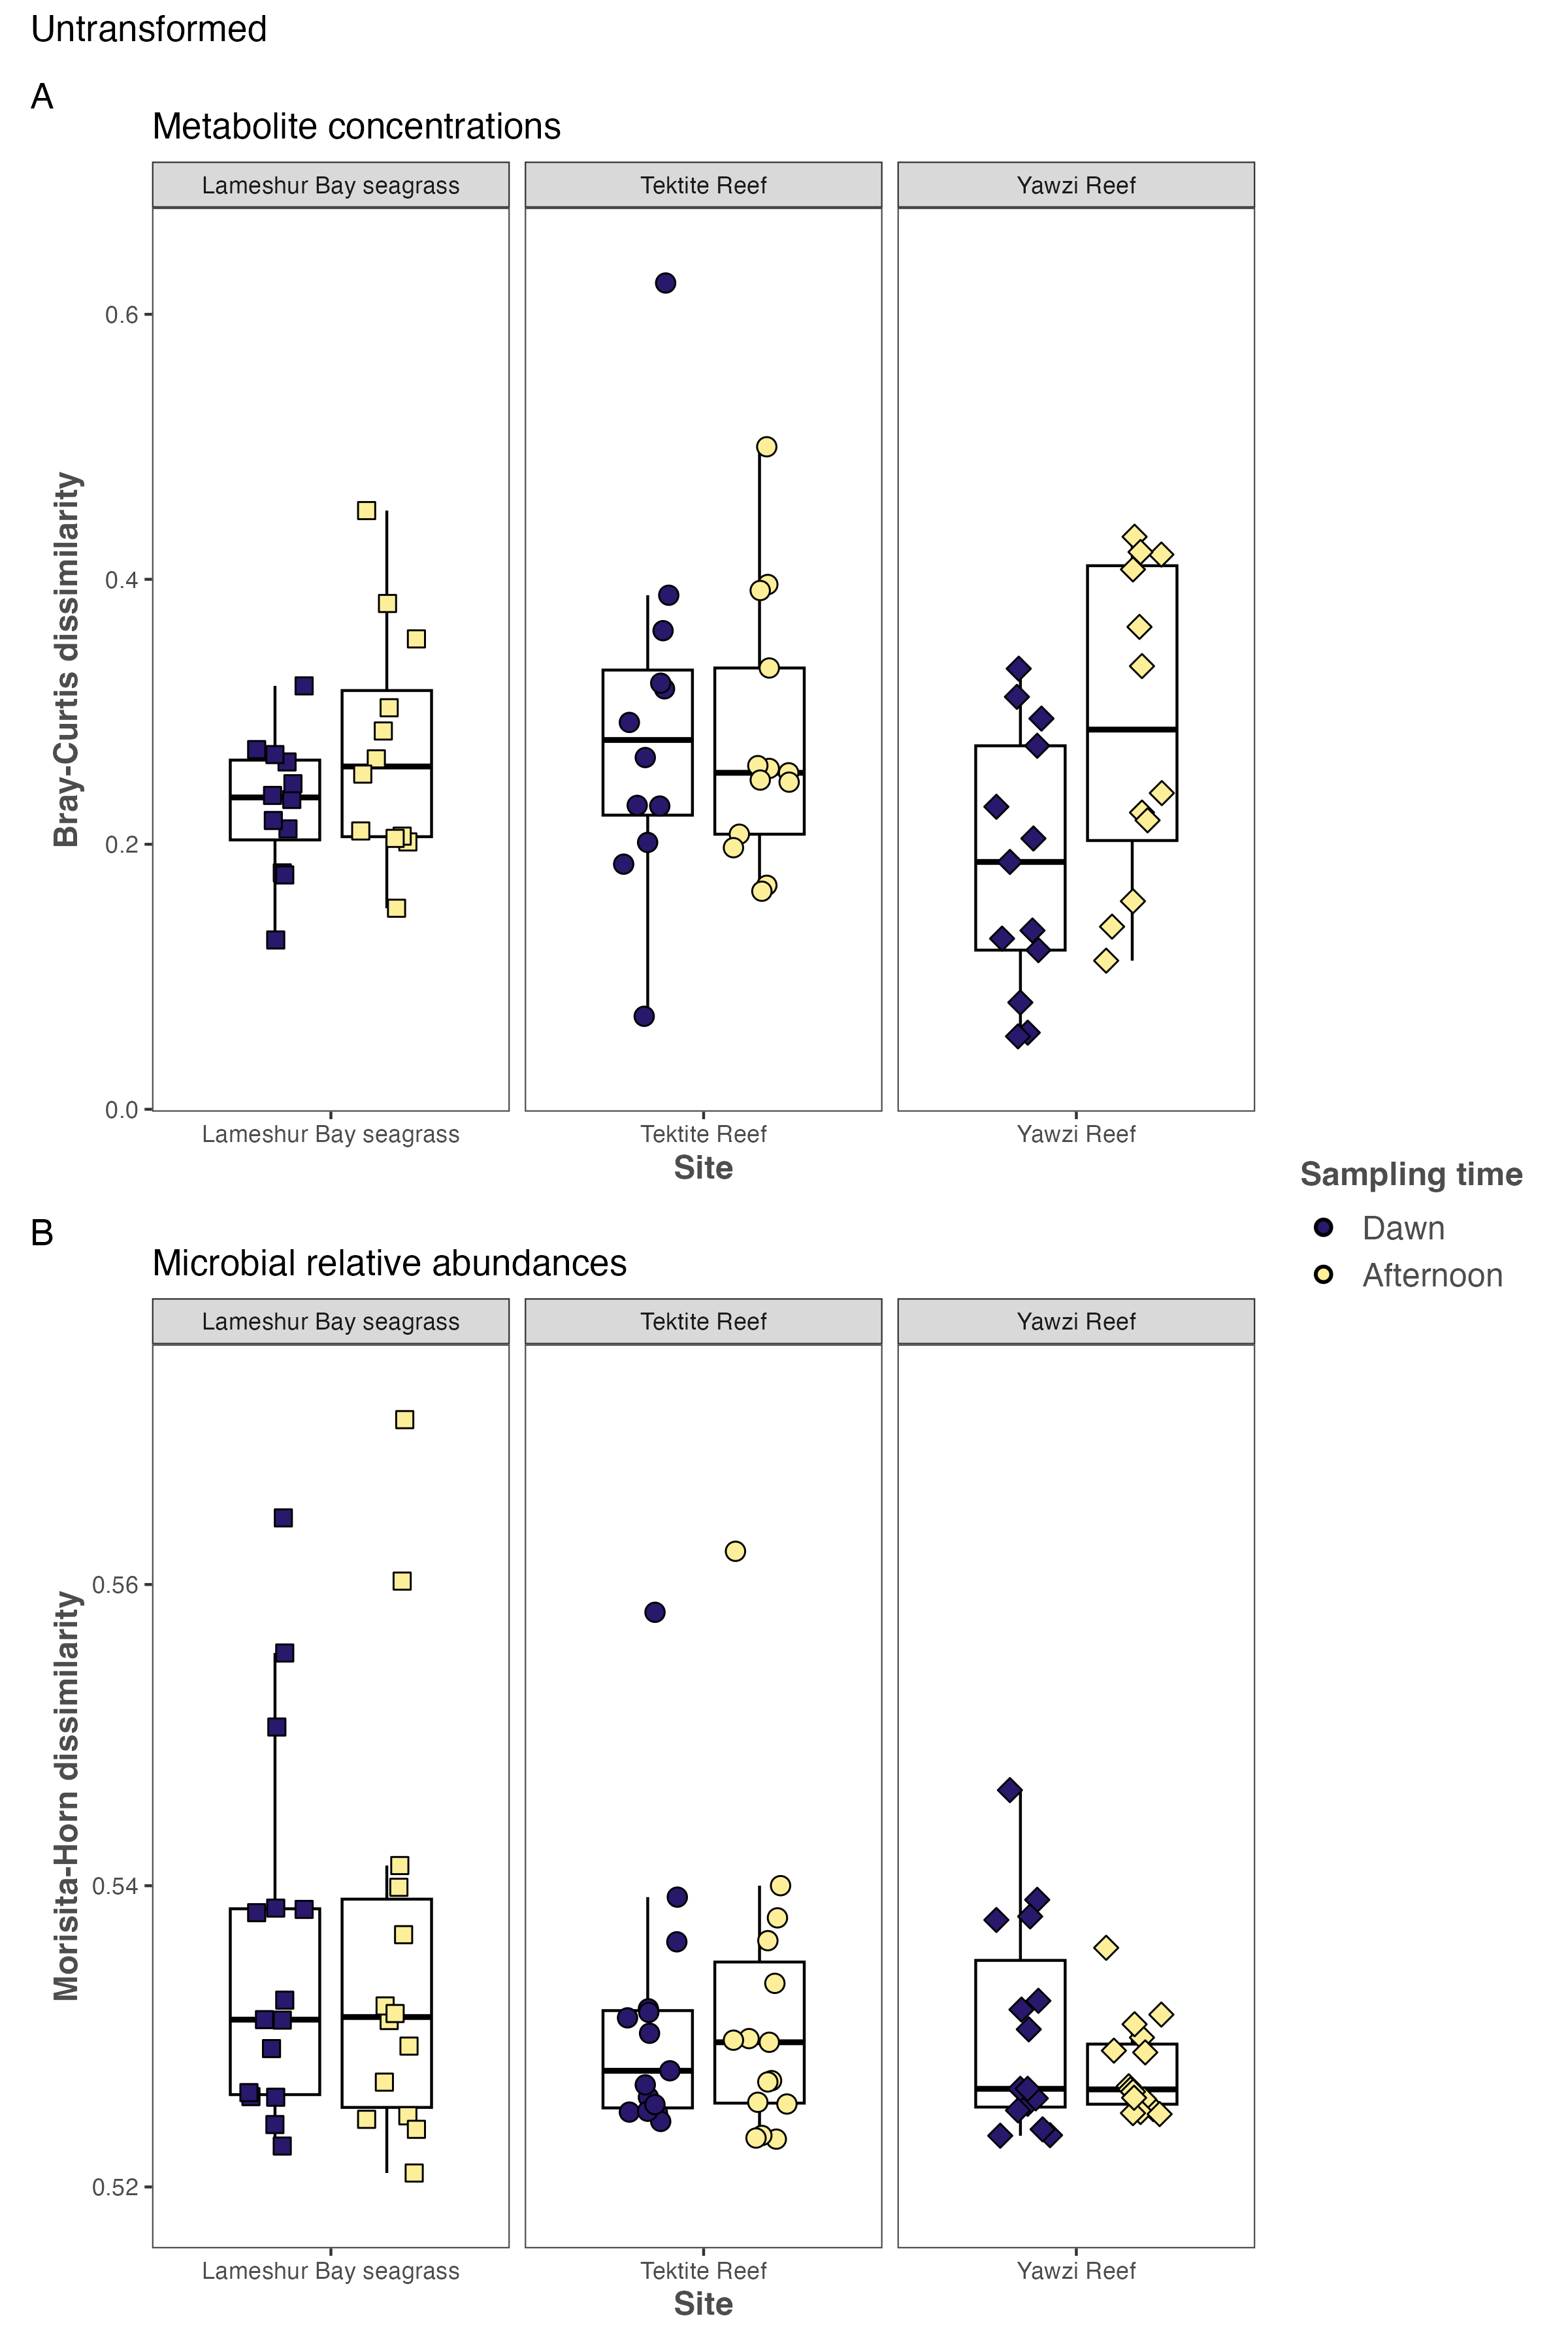 Untransformed
A
Metabolite concentrations
Lameshur Bay seagrass
Tektite Reef
Yawzi Reef
Bray-Curtis dissimilarity
0.6
0.4
0.2
0.0
Lameshur Bay seagrass
Tektite Reef
Yawzi Reef
Site
Sampling time
Dawn
Afternoon
B
Microbial relative abundances
Lameshur Bay seagrass
Tektite Reef
Yawzi Reef
Morisita-Horn dissimilarity
0.56
0.54
0.52
Lameshur Bay seagrass
Tektite Reef
Yawzi Reef
Site